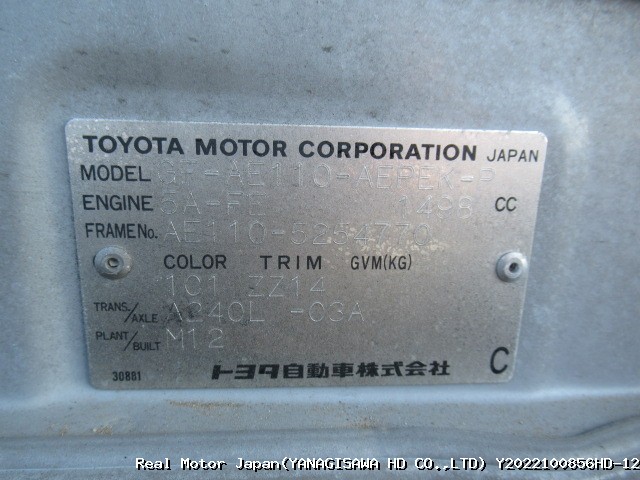 TOYOTA MOTOR CORPORATION JAPAN
MODEL GF-AE110-AEPEK-P
ENGINE 5A-FE 1498 CC
FRAME No. AE110-5254770
COLOR TRIM GVM(KG)
101 ZZ14
TRANS./AXLE A240L -03A
PLANT/BUILT M12
30881 トヨタ自動車株式会社 C
Real Motor Japan(YANAGISAWA HD CO.,LTD) Y2022100856HD-12